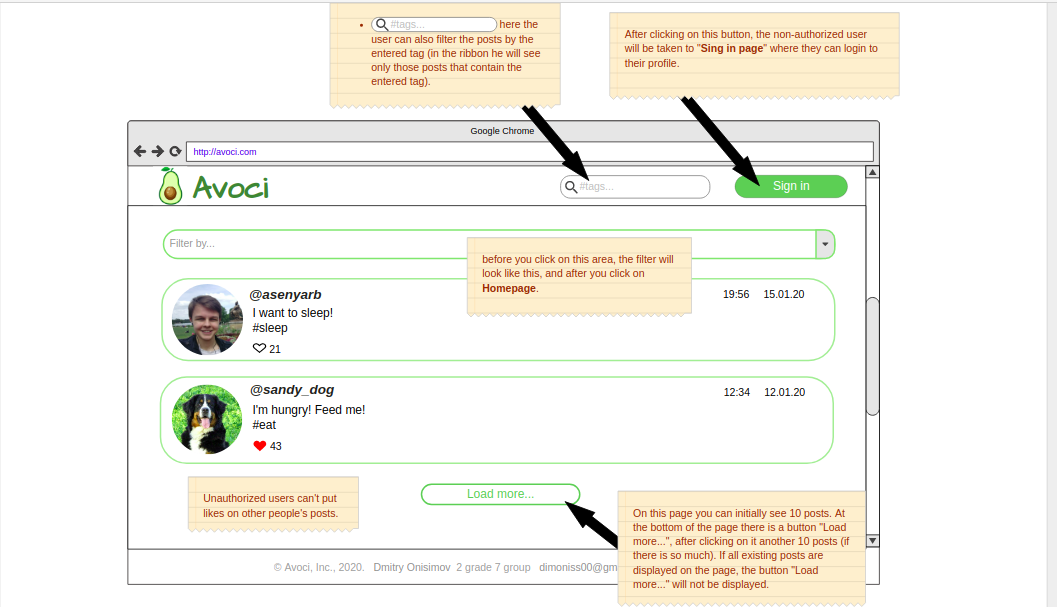 • #tags... here the
user can also filter the posts by the
entered tag (in the ribbon he will see
only those posts that contain the
entered tag).
After clicking on this button, the non-authorized user
will be taken to "Sing in page" where they can login to
their profile.
Google Chrome
http://avoci.com
Avoci
#tags...
Sign in
Filter by...
before you click on this area, the filter will
look like this, and after you click on
Homepage.
@asenyarb
19:56 15.01.20
I want to sleep!
#sleep
21
@sandy_dog
12:34 12.01.20
I'm hungry! Feed me!
#eat
43
Unauthorized users can't put
likes on other people's posts.
Load more...
On this page you can initially see 10 posts. At
the bottom of the page there is a button "Load
more...", after clicking on it another 10 posts (if
there is so much). If all existing posts are
displayed on the page, the button "Load
more..." will not be displayed.
© Avoci, Inc., 2020. Dmitry Onisimov 2 grade 7 group dimoniss00@gm